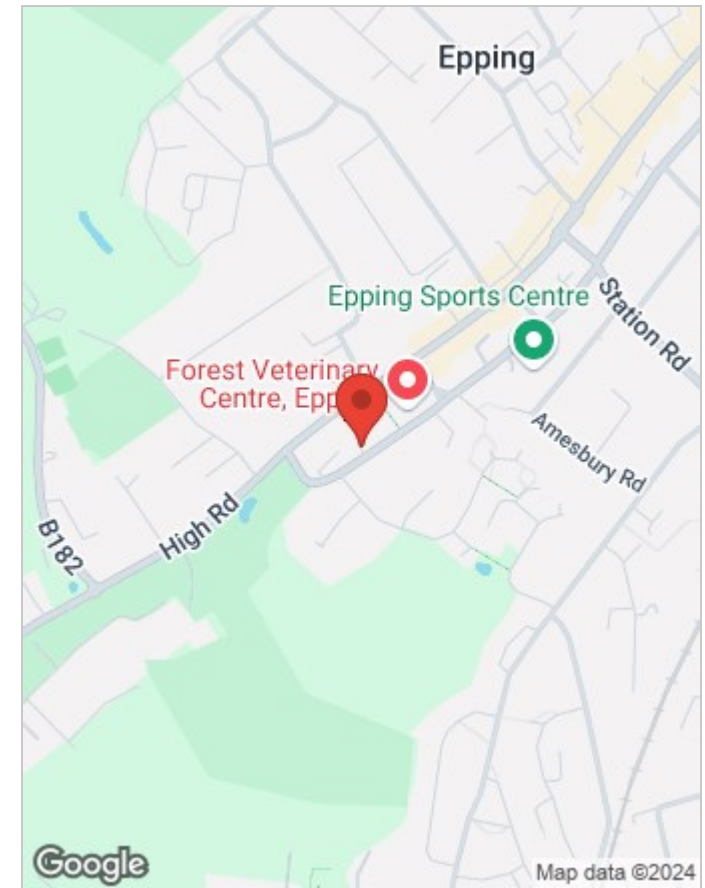 Epping
Epping Sports Centre
Station Rd
Forest Veterinary
Centre, Epp
Amesbury Rd
High Rd
B182
Google
Map data ©2024